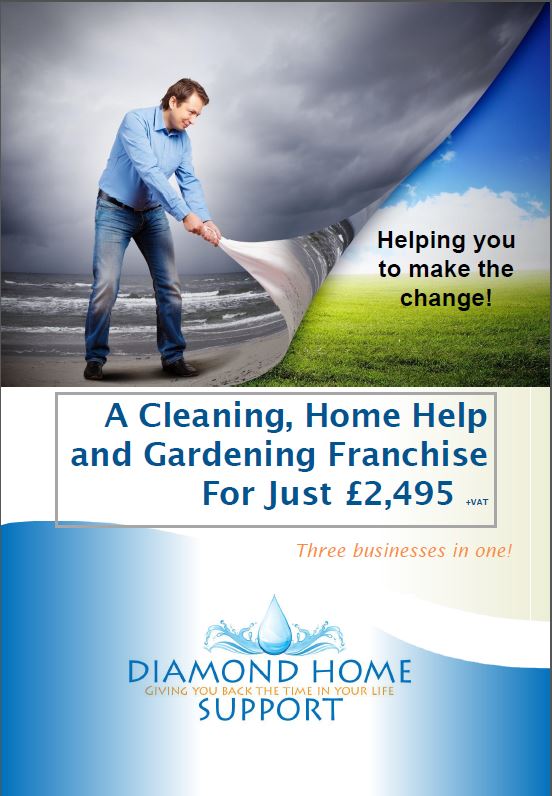 Helping you
to make the
change!
A Cleaning, Home Help
and Gardening Franchise
For Just £2,495 +VAT
Three businesses in one!
DIAMOND HOME
GIVING YOU BACK THE TIME IN YOUR LIFE
SUPPORT